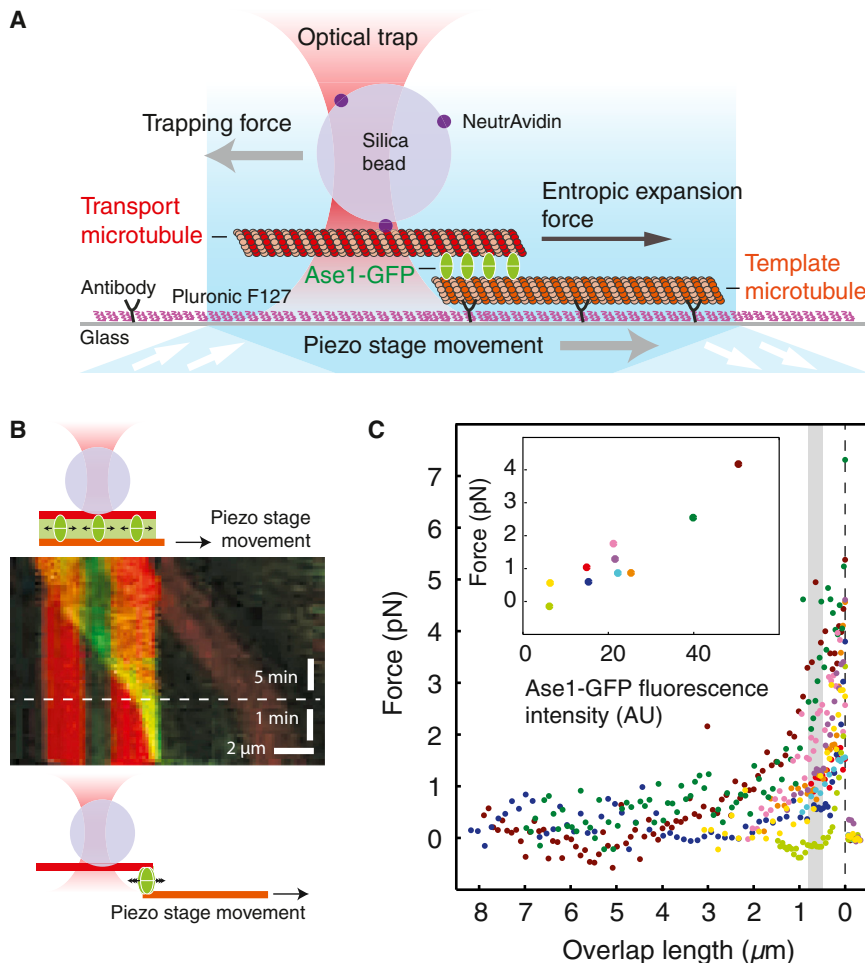 A
Optical trap
Trapping force
Silica
bead
NeutrAvidin
Transport
microtubule
Entropic expansion
force
Ase1-GFP
Template
microtubule
Antibody
Pluronic F127
Glass
Piezo stage movement
B
Piezo stage
movement
5 min
1 min
2 µm
Piezo stage movement
C
Force (pN)
7
6
5
4
3
2
1
0
8 7 6 5 4 3 2 1 0
Overlap length (µm)
Force (pN)
4
3
2
1
0
0 20 40
Ase1-GFP fluorescence
intensity (AU)